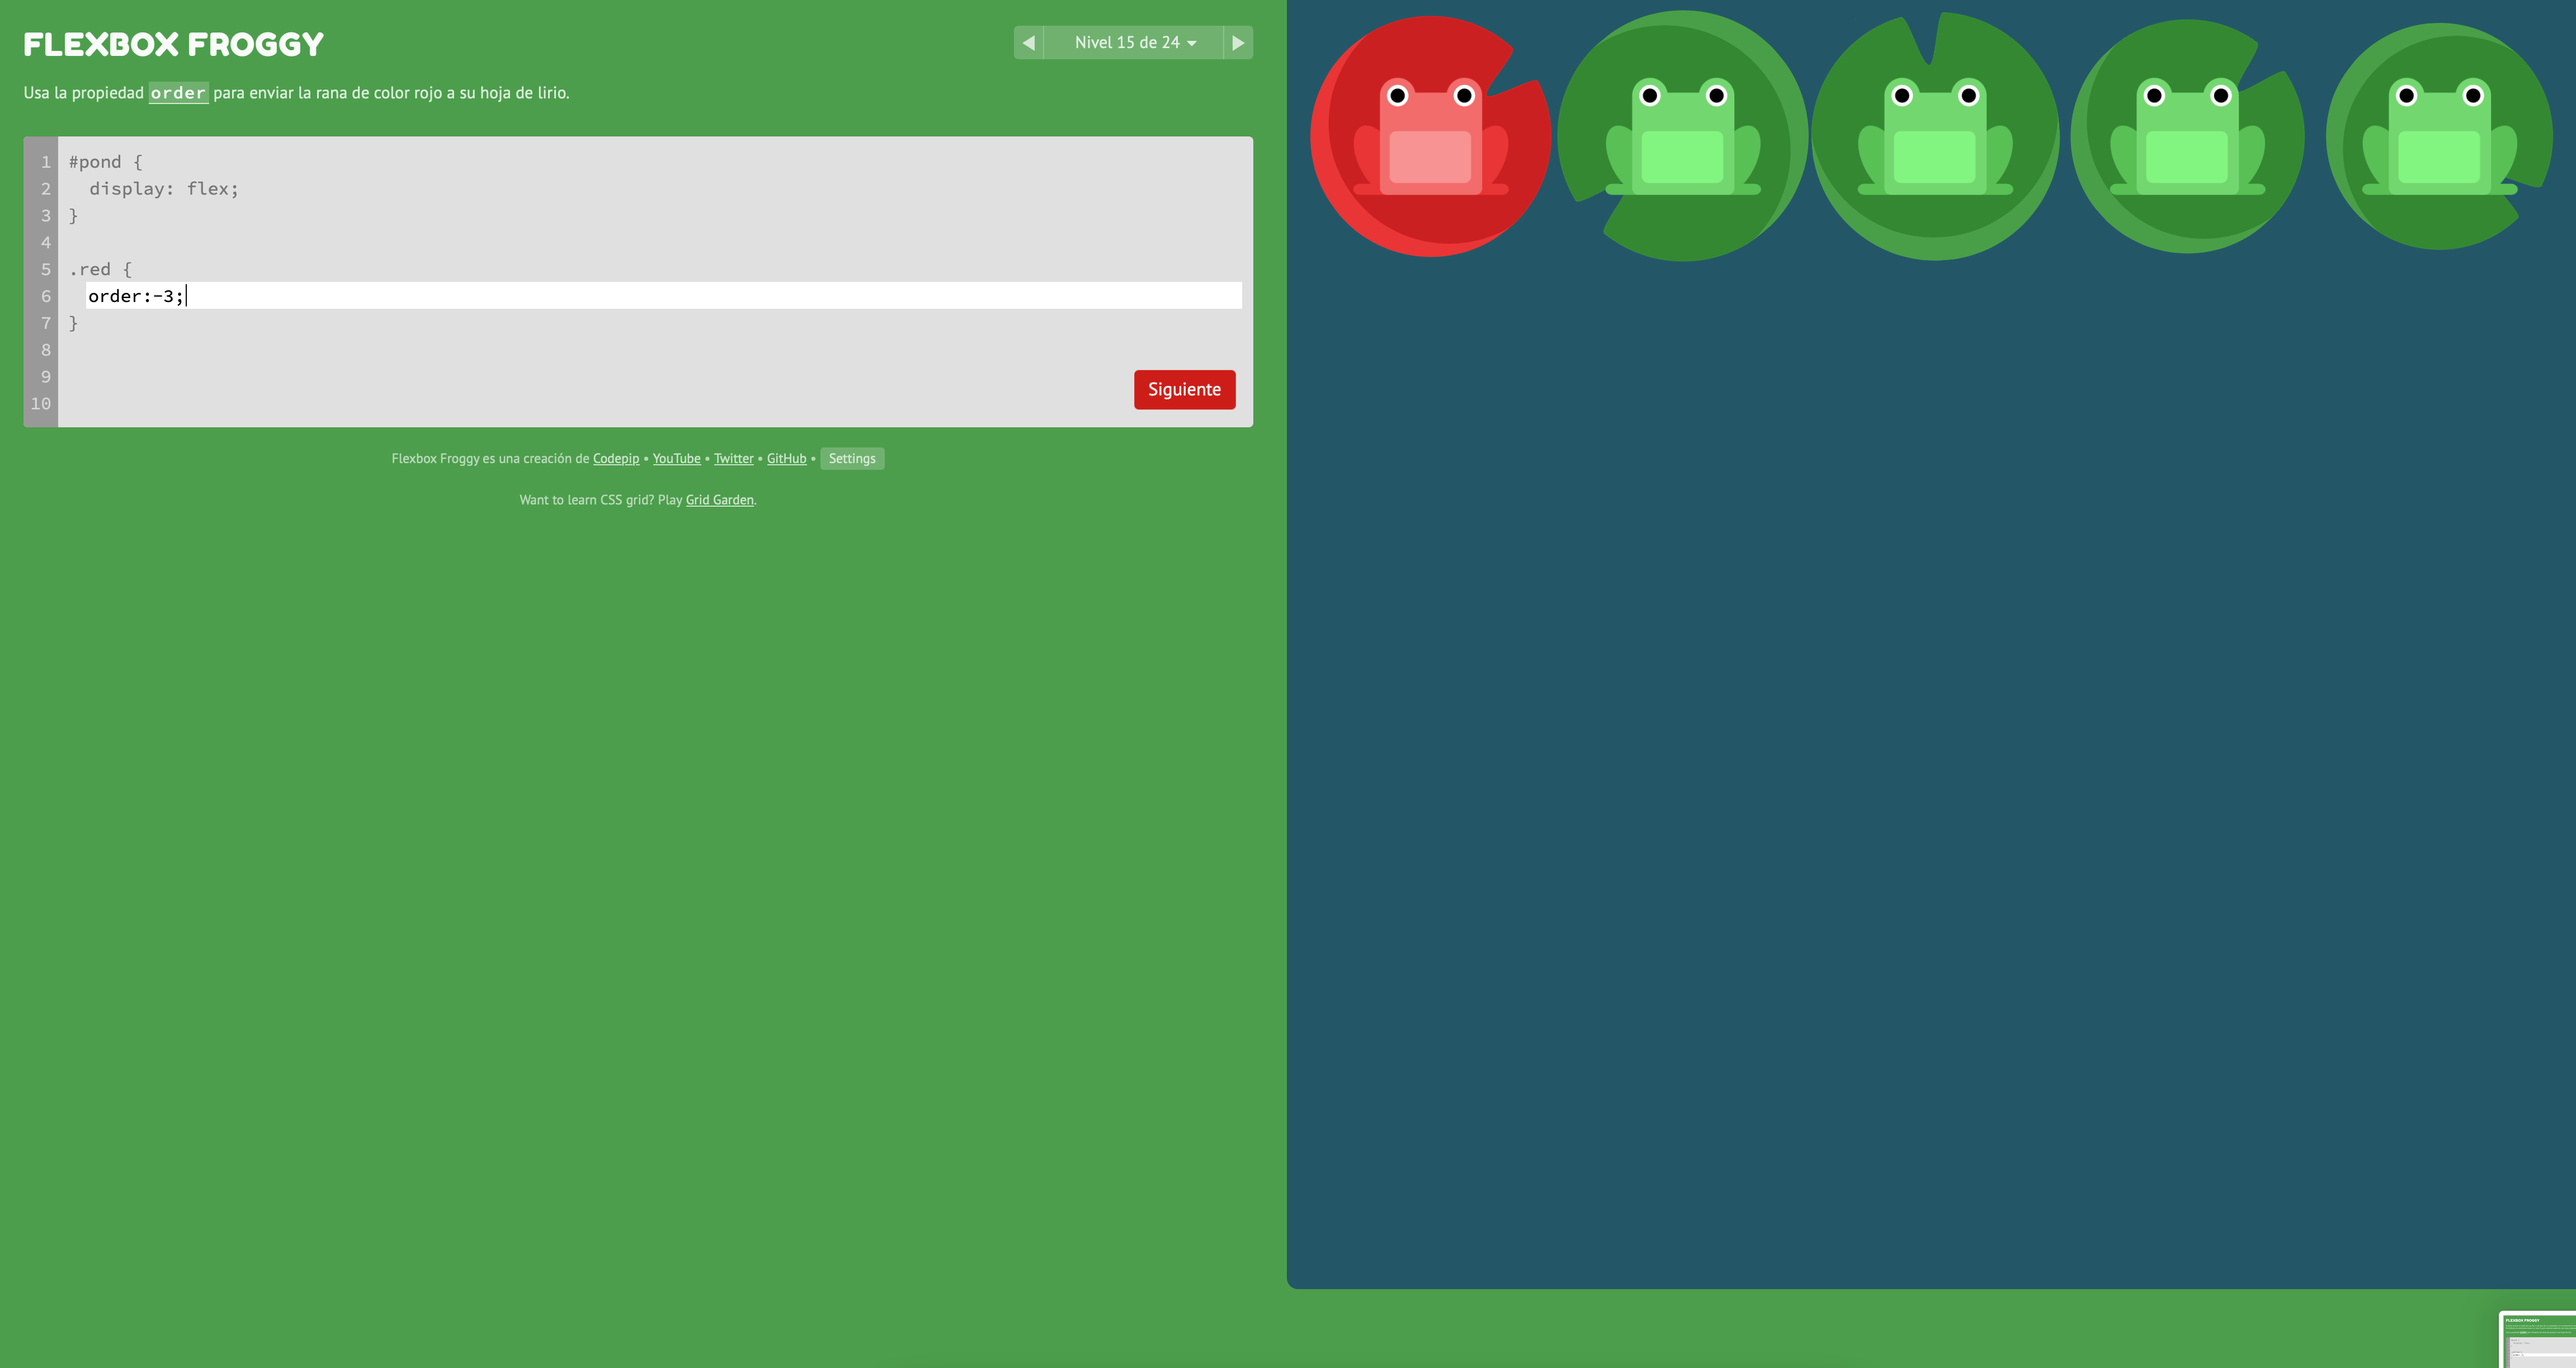 FLEXBOX FROGGY
◀ Nivel 15 de 24 ▶
Usa la propiedad order para enviar la rana de color rojo a su hoja de lirio.
1 #pond {
2   display: flex;
3 }
4
5 .red {
6   order:-3;
7 }
8
9
10
Siguiente
Flexbox Froggy es una creación de Codepip • YouTube • Twitter • GitHub • Settings
Want to learn CSS grid? Play Grid Garden.
FLEXBOX FROGGY